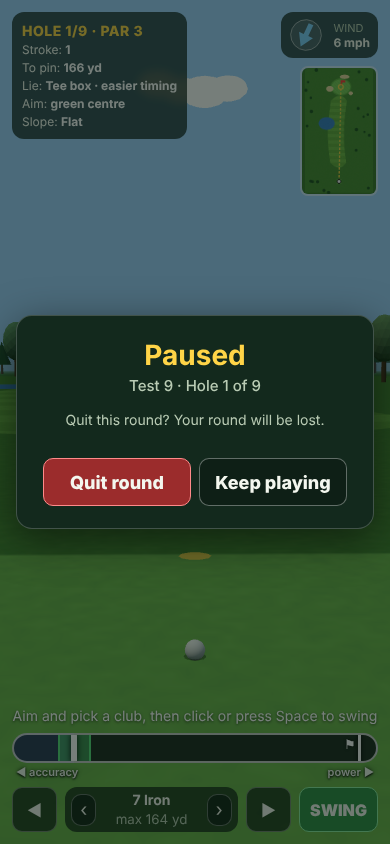 HOLE 1/9 · PAR 3
Stroke: 1
To pin: 166 yd
Lie: Tee box · easier timing
Aim: green centre
Slope: Flat
WIND
6 mph
Paused
Test 9 · Hole 1 of 9
Quit this round? Your round will be lost.
Quit round
Keep playing
Aim and pick a club, then click or press Space to swing
◀ accuracy
power ▶
◀
‹
7 Iron
max 164 yd
›
▶
SWING